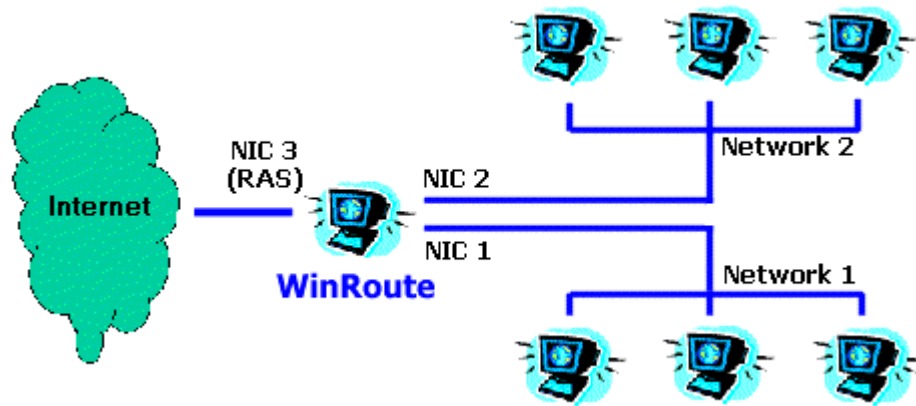 NIC 3
(RAS)
Internet
NIC 2
NIC 1
WinRoute
Network 2
Network 1